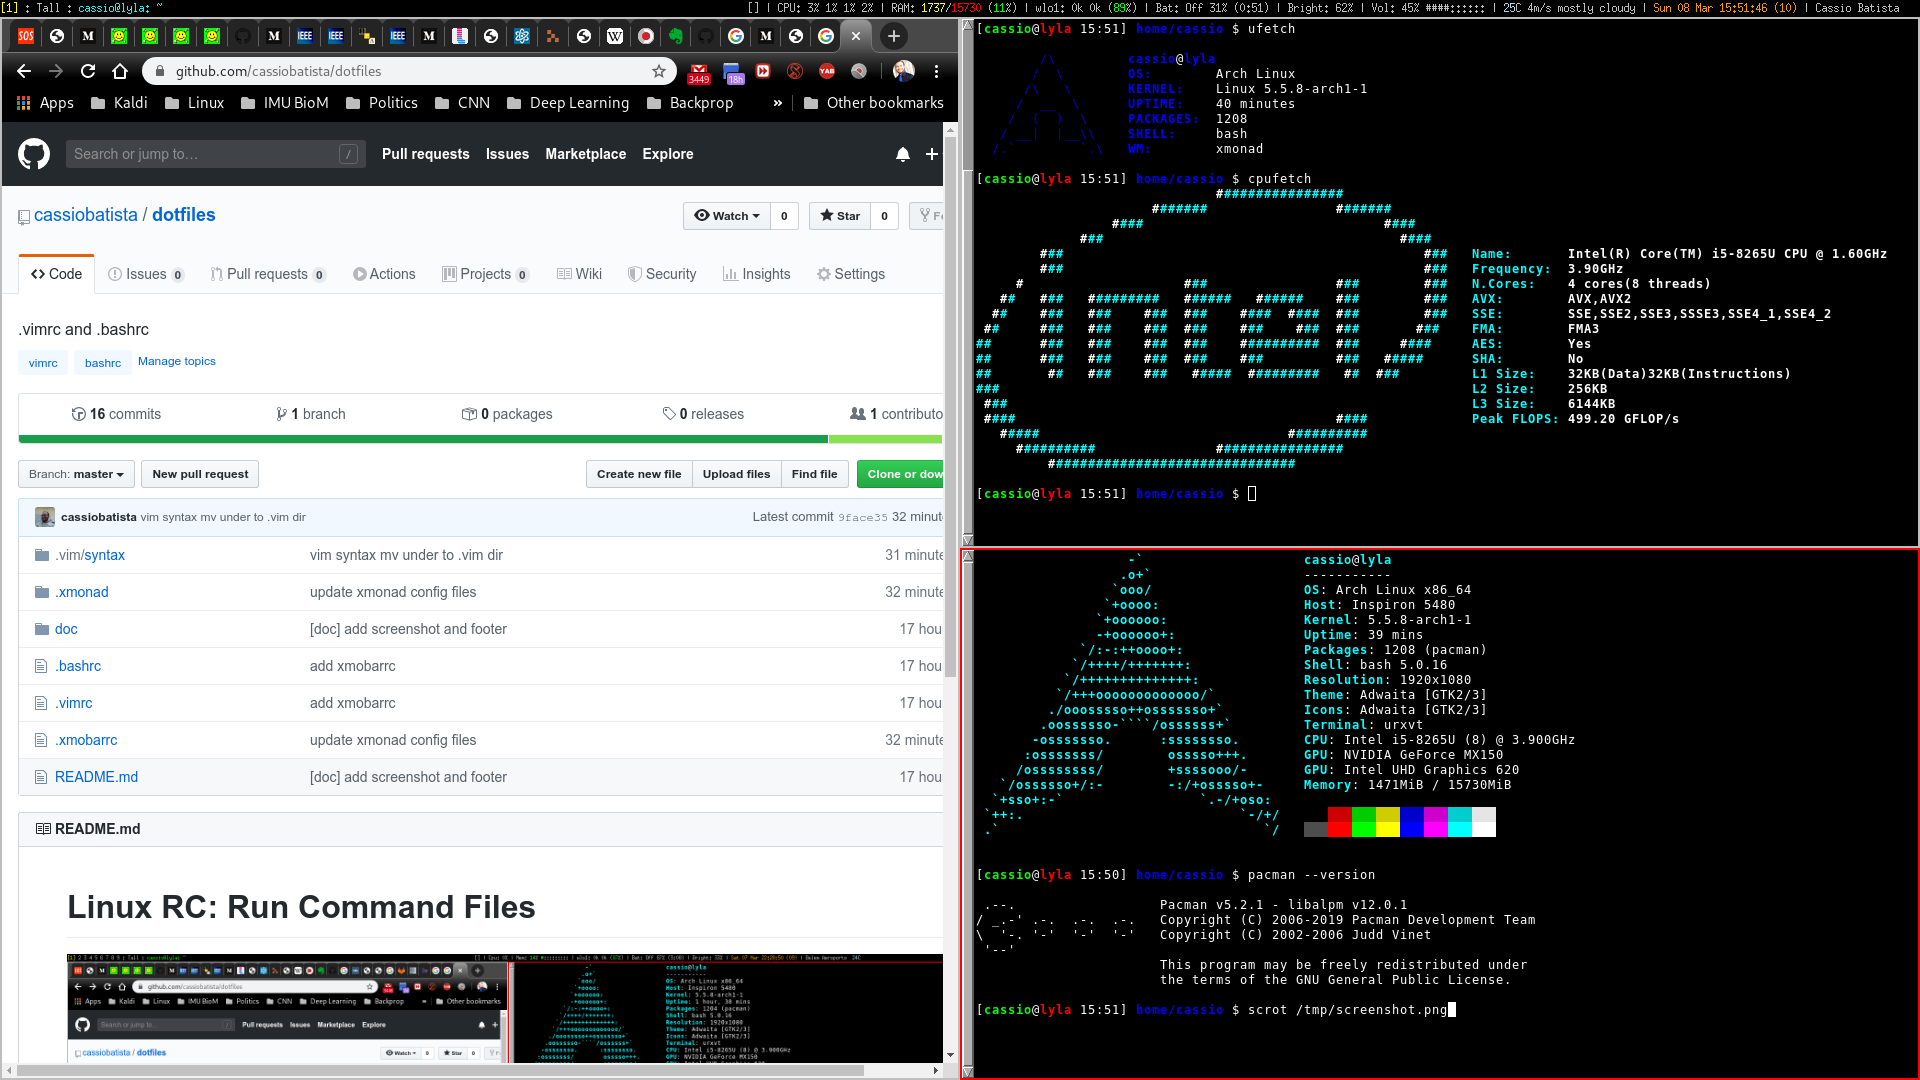 [1] : Tall : cassio@lyla: ~
[] | CPU: 3% 1% 1% 2% | RAM: 1737/15730 (11%) | wlo1: 0k 0k (89%) | Bat: Off 31% (0:51) | Bright: 62% | Vol: 45% ####:::::: | 25C 4m/s mostly cloudy | Sun 08 Mar 15:51:46 (10) | Cassio Batista
github.com/cassiobatista/dotfiles
3449
18h
YAB
Apps Kaldi Linux IMU BioM Politics CNN Deep Learning Backprop » Other bookmarks
Search or jump to… / Pull requests Issues Marketplace Explore
cassiobatista / dotfiles
Watch 0 Star 0
Code Issues 0 Pull requests 0 Actions Projects 0 Wiki Security Insights Settings
.vimrc and .bashrc
vimrc bashrc Manage topics
16 commits 1 branch 0 packages 0 releases 1 contributo
Branch: master New pull request Create new file Upload files Find file Clone or dow
cassiobatista vim syntax mv under to .vim dir Latest commit 9face35 32 minut
.vim/syntax vim syntax mv under to .vim dir 31 minute
.xmonad update xmonad config files 32 minute
doc [doc] add screenshot and footer 17 hou
.bashrc add xmobarrc 17 hou
.vimrc add xmobarrc 17 hou
.xmobarrc update xmonad config files 32 minute
README.md [doc] add screenshot and footer 17 hou
README.md
Linux RC: Run Command Files
[cassio@lyla 15:51] home/cassio $ ufetch
cassio@lyla
OS: Arch Linux
KERNEL: Linux 5.5.8-arch1-1
UPTIME: 40 minutes
PACKAGES: 1208
SHELL: bash
WM: xmonad
[cassio@lyla 15:51] home/cassio $ cpufetch
Name: Intel(R) Core(TM) i5-8265U CPU @ 1.60GHz
Frequency: 3.90GHz
N.Cores: 4 cores(8 threads)
AVX: AVX,AVX2
SSE: SSE,SSE2,SSE3,SSSE3,SSE4_1,SSE4_2
FMA: FMA3
AES: Yes
SHA: No
L1 Size: 32KB(Data)32KB(Instructions)
L2 Size: 256KB
L3 Size: 6144KB
Peak FLOPS: 499.20 GFLOP/s
[cassio@lyla 15:51] home/cassio $
cassio@lyla
-----------
OS: Arch Linux x86_64
Host: Inspiron 5480
Kernel: 5.5.8-arch1-1
Uptime: 39 mins
Packages: 1208 (pacman)
Shell: bash 5.0.16
Resolution: 1920x1080
Theme: Adwaita [GTK2/3]
Icons: Adwaita [GTK2/3]
Terminal: urxvt
CPU: Intel i5-8265U (8) @ 3.900GHz
GPU: NVIDIA GeForce MX150
GPU: Intel UHD Graphics 620
Memory: 1471MiB / 15730MiB
[cassio@lyla 15:50] home/cassio $ pacman --version
Pacman v5.2.1 - libalpm v12.0.1
Copyright (C) 2006-2019 Pacman Development Team
Copyright (C) 2002-2006 Judd Vinet
This program may be freely redistributed under
the terms of the GNU General Public License.
[cassio@lyla 15:51] home/cassio $ scrot /tmp/screenshot.png